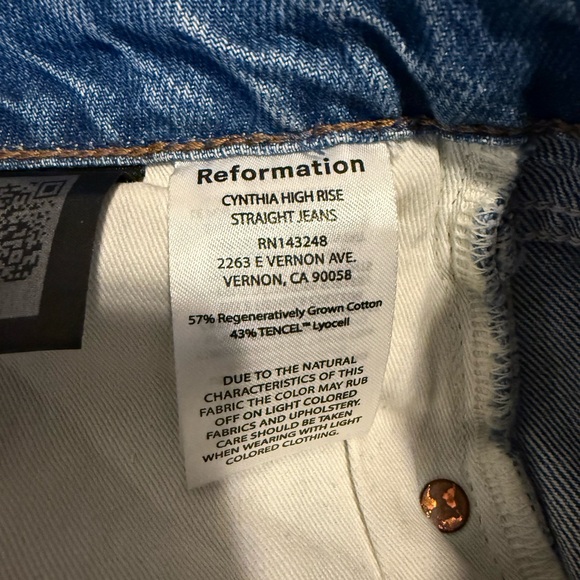 Reformation
CYNTHIA HIGH RISE
STRAIGHT JEANS
RN143248
2263 E VERNON AVE.
VERNON, CA 90058
57% Regeneratively Grown Cotton
43% TENCEL™ Lyocell
DUE TO THE NATURAL
CHARACTERISTICS OF THIS
FABRIC THE COLOR MAY RUB
OFF ON LIGHT COLORED
FABRICS AND UPHOLSTERY.
CARE SHOULD BE TAKEN
WHEN WEARING WITH LIGHT
COLORED CLOTHING.